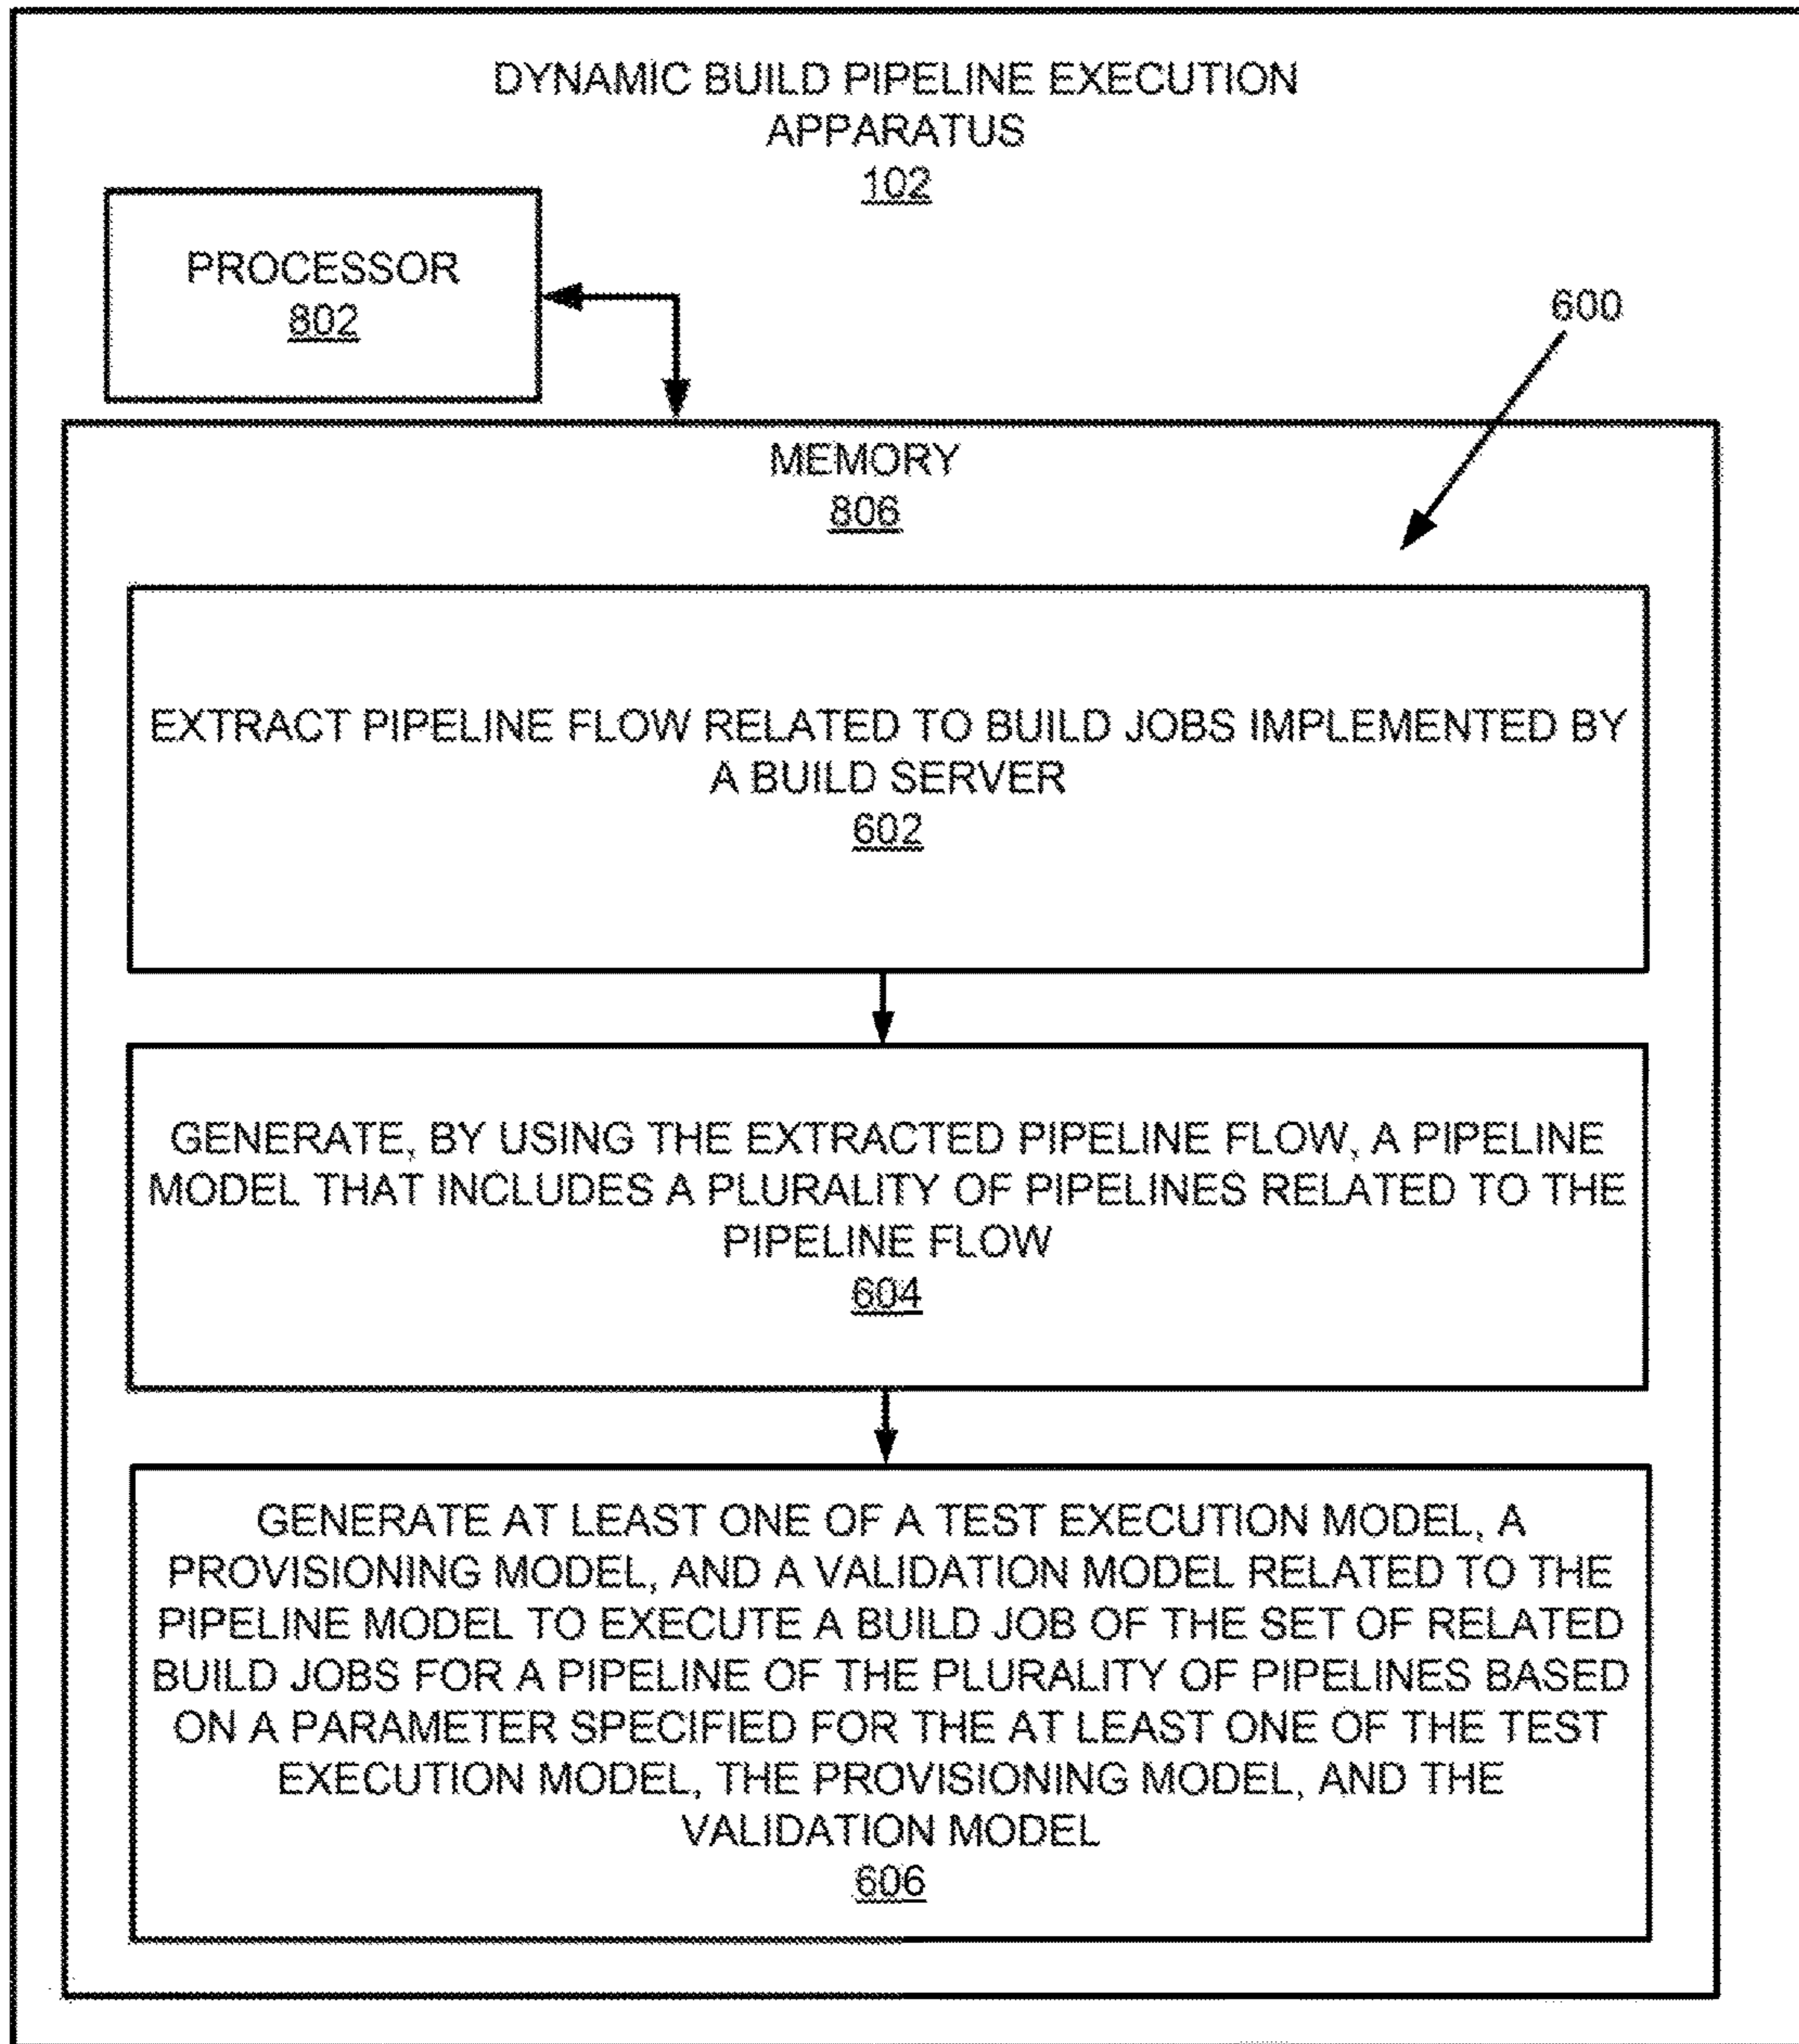 DYNAMIC BUILD PIPELINE EXECUTION
APPARATUS
102
PROCESSOR
802
600
MEMORY
806
EXTRACT PIPELINE FLOW RELATED TO BUILD JOBS IMPLEMENTED BY
A BUILD SERVER
602
GENERATE, BY USING THE EXTRACTED PIPELINE FLOW, A PIPELINE
MODEL THAT INCLUDES A PLURALITY OF PIPELINES RELATED TO THE
PIPELINE FLOW
604
GENERATE AT LEAST ONE OF A TEST EXECUTION MODEL, A
PROVISIONING MODEL, AND A VALIDATION MODEL RELATED TO THE
PIPELINE MODEL TO EXECUTE A BUILD JOB OF THE SET OF RELATED
BUILD JOBS FOR A PIPELINE OF THE PLURALITY OF PIPELINES BASED
ON A PARAMETER SPECIFIED FOR THE AT LEAST ONE OF THE TEST
EXECUTION MODEL, THE PROVISIONING MODEL, AND THE
VALIDATION MODEL
606